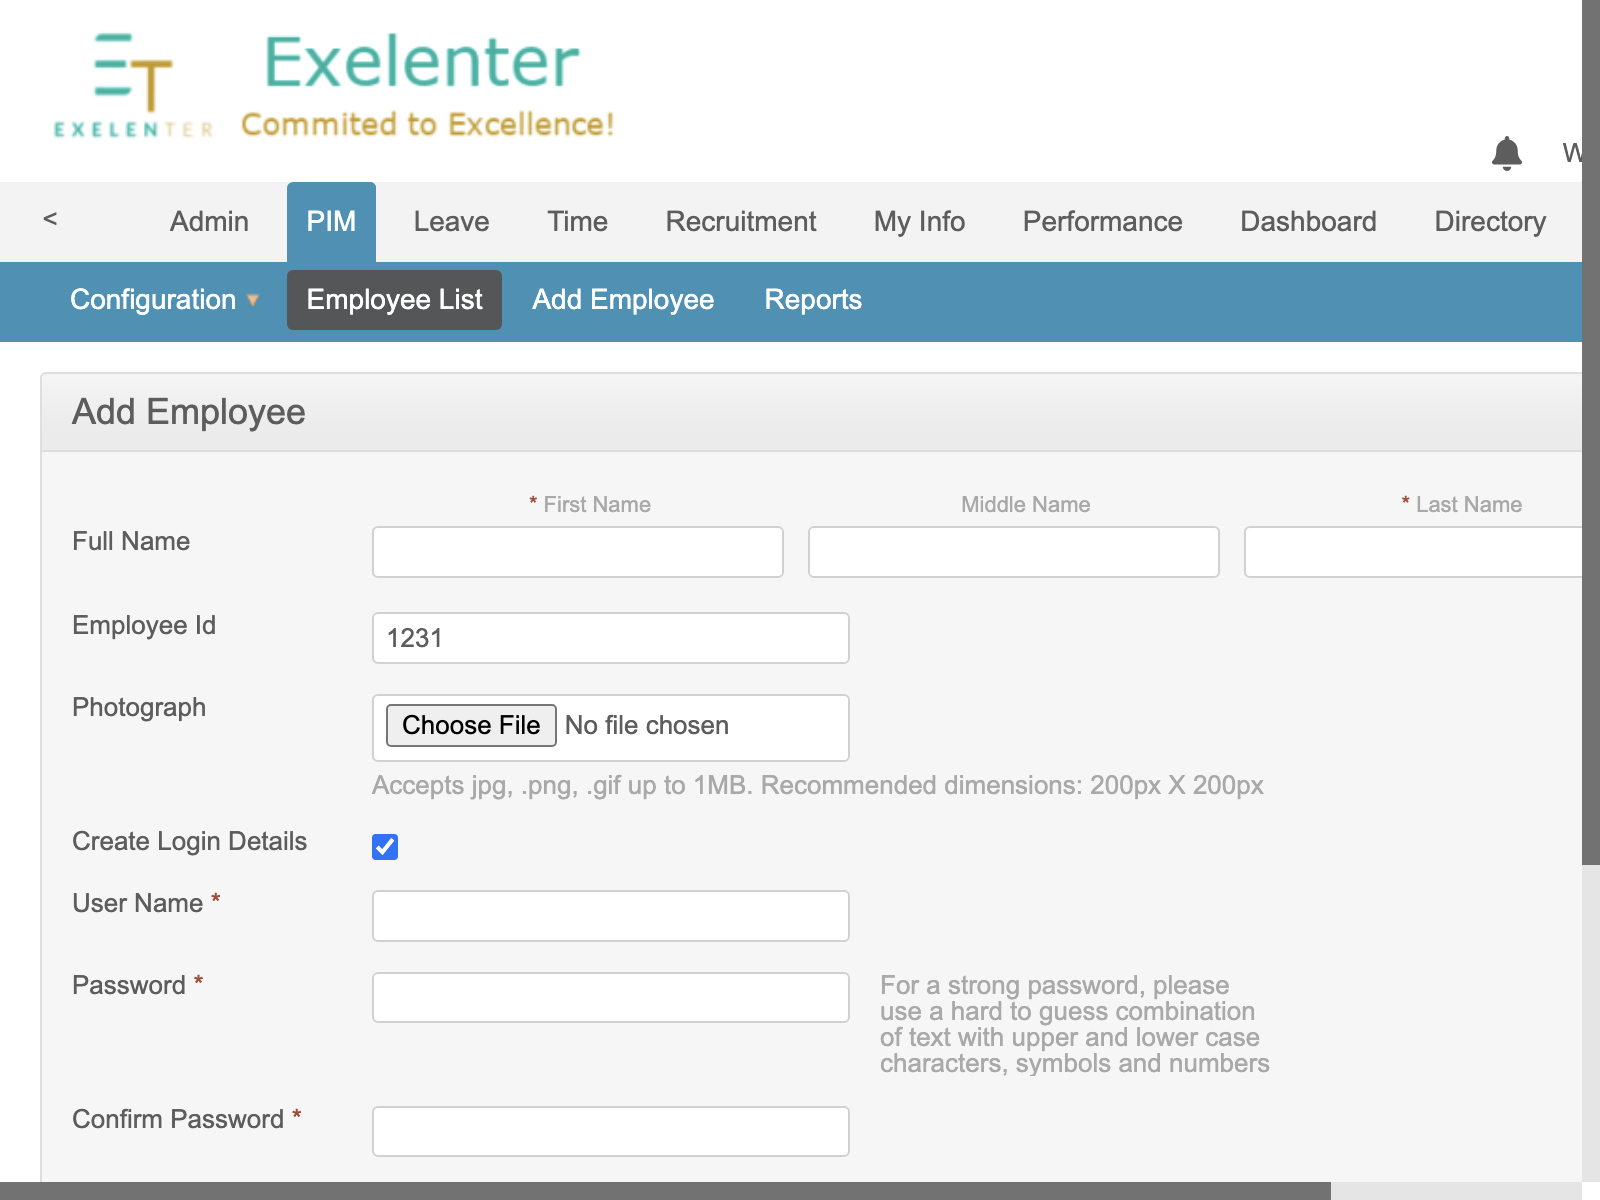 EXELENTER
Exelenter
Commited to Excellence!
W
< Admin PIM Leave Time Recruitment My Info Performance Dashboard Directory
Configuration Employee List Add Employee Reports
Add Employee
* First Name Middle Name * Last Name
Full Name
Employee Id 1231
Photograph Choose File No file chosen
Accepts jpg, .png, .gif up to 1MB. Recommended dimensions: 200px X 200px
Create Login Details
User Name *
Password * For a strong password, please
use a hard to guess combination
of text with upper and lower case
characters, symbols and numbers
Confirm Password *